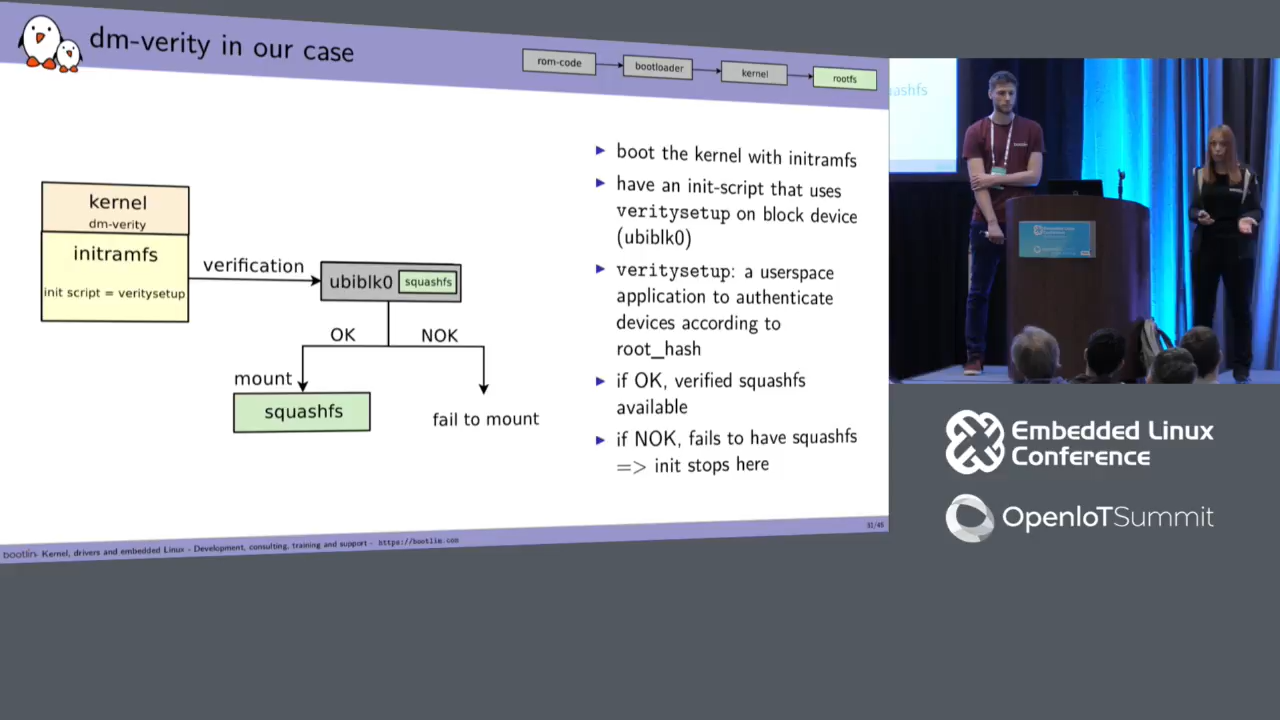 dm-verity in our case
rom-code
bootloader
kernel
rootfs
kernel
dm-verity
initramfs
init script = veritysetup
verification
ubiblk0
squashfs
OK
NOK
mount
squashfs
fail to mount
boot the kernel with initramfs
have an init-script that uses
veritysetup on block device
(ubiblk0)
veritysetup: a userspace
application to authenticate
devices according to
root_hash
if OK, verified squashfs
available
if NOK, fails to have squashfs
=> init stops here
bootlin - Kernel, drivers and embedded Linux - Development, consulting, training and support - https://bootlin.com
31/46
ashfs
Embedded Linux
Conference
OpenIoTSummit